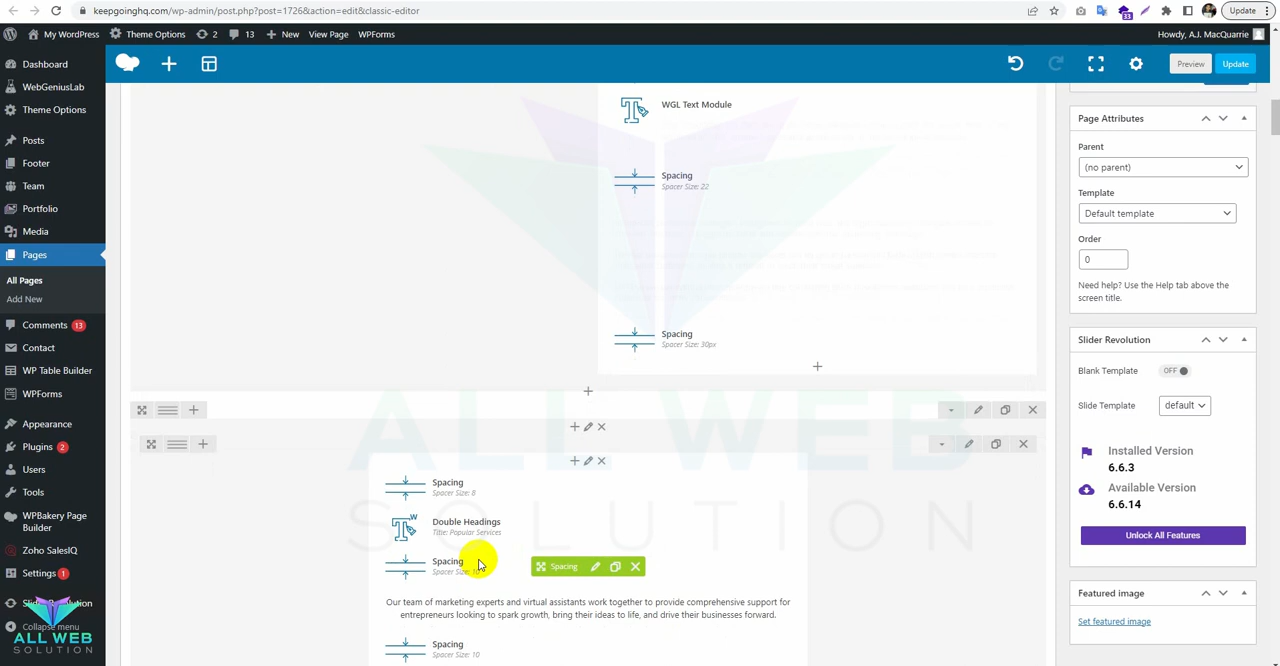 keepgoinghq.com/wp-admin/post.php?post=1726&action=edit&classic-editor
33
Update
My WordPress
Theme Options
2
13
New
View Page
WPForms
Howdy, A.J. MacQuarrie
Dashboard
WebGeniusLab
Theme Options
Posts
Footer
Team
Portfolio
Media
Pages
All Pages
Add New
Comments 13
Contact
WP Table Builder
WPForms
Appearance
Plugins 2
Users
Tools
WPBakery Page
Builder
Zoho SalesIQ
Settings 1
Collapse menu
ALL WEB
SOLUTION
Preview
Update
WGL Text Module
Spacing
Spacer Size: 22
Spacing
Spacer Size: 30px
Spacing
Spacer Size: 8
W
Double Headings
Title: Popular Services
Spacing
Spacer Size: 10
Spacing
Our team of marketing experts and virtual assistants work together to provide comprehensive support for
entrepreneurs looking to spark growth, bring their ideas to life, and drive their businesses forward.
Spacing
Spacer Size: 10
ALL WEB
SOLUTION
Page Attributes
Parent
(no parent)
Template
Default template
Order
0
Need help? Use the Help tab above the
screen title.
Slider Revolution
Blank Template
OFF
Slide Template
default
Installed Version
6.6.3
Available Version
6.6.14
Unlock All Features
Featured image
Set featured image